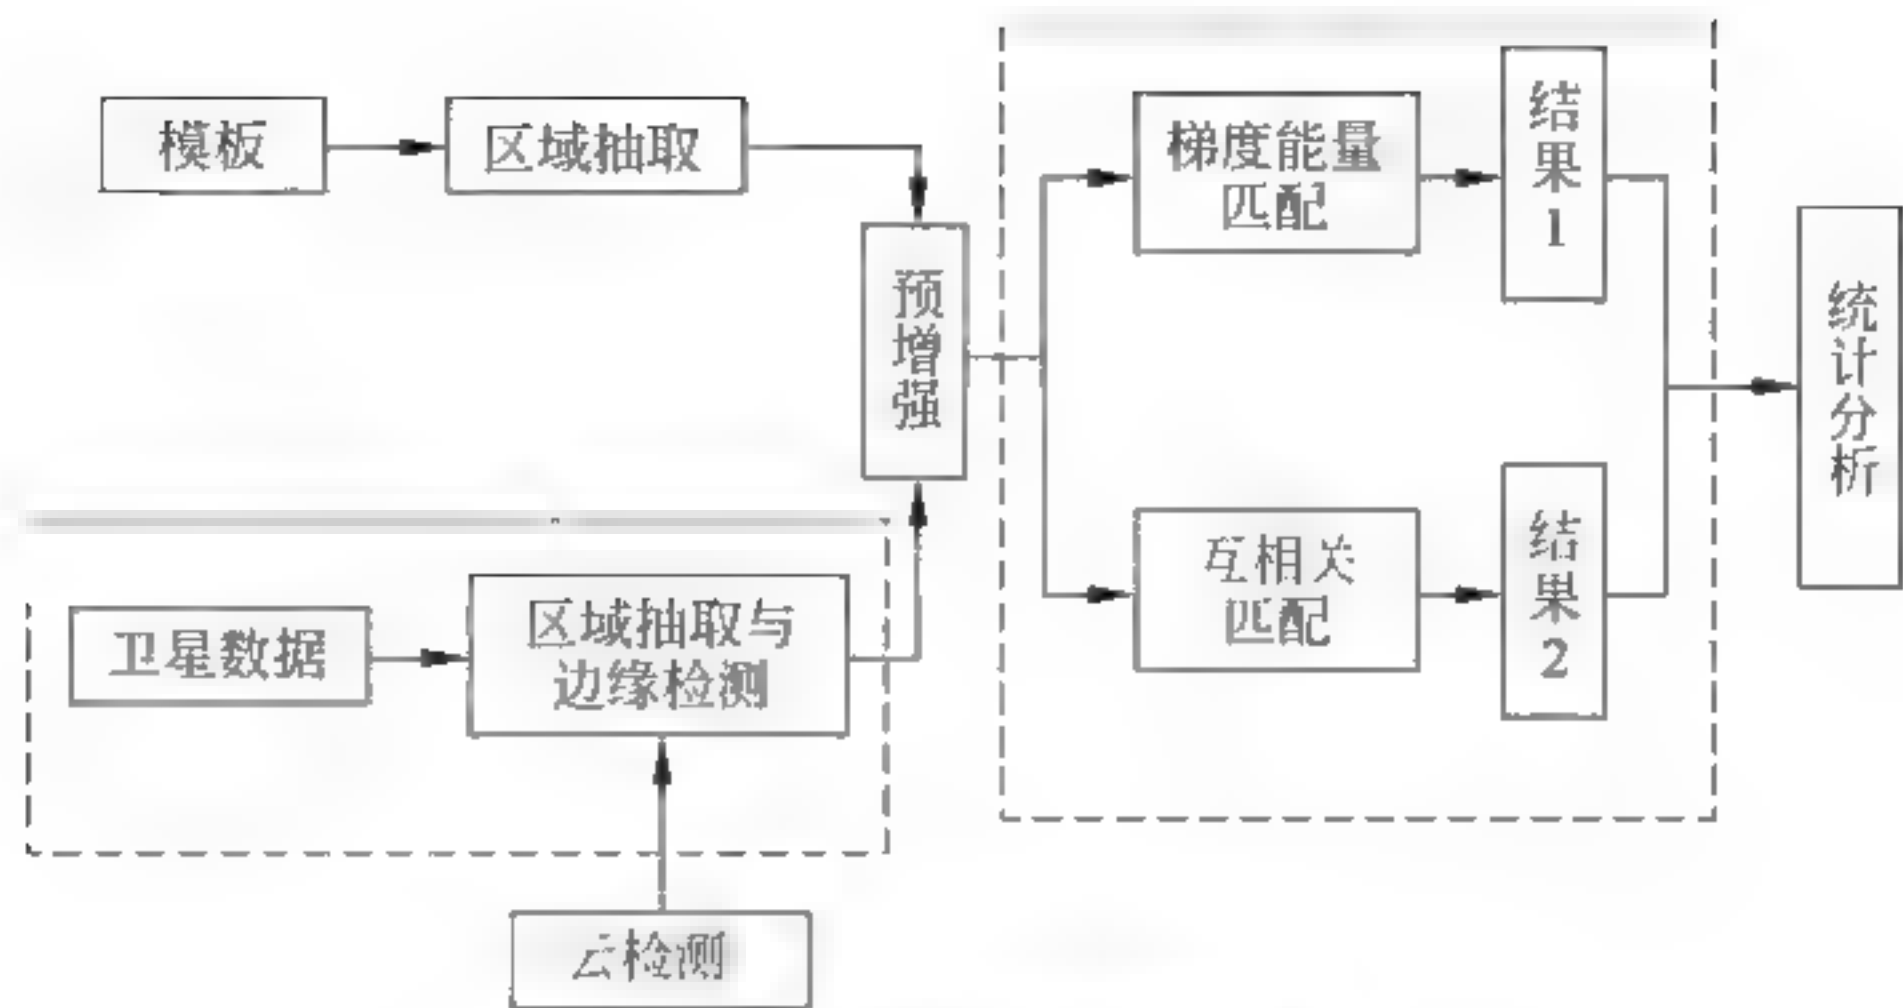 模板
区域抽取
预增强
梯度能量
匹配
结果1
统计分析
卫星数据
区域抽取与
边缘检测
互相关
匹配
结果2
云检测